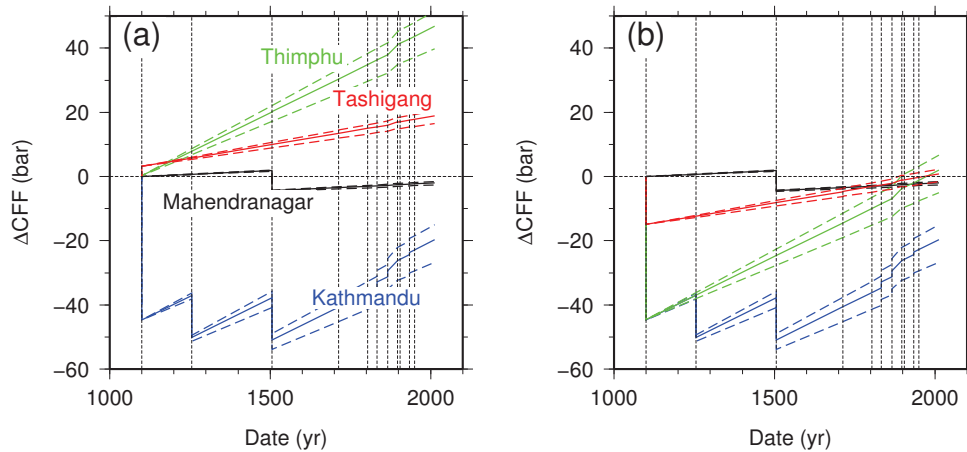 (a)
(b)
40
20
0
−20
−40
−60
ΔCFF (bar)
Thimphu
Tashigang
Mahendranagar
Kathmandu
1000
1500
2000
Date (yr)
40
20
0
−20
−40
−60
ΔCFF (bar)
1000
1500
2000
Date (yr)